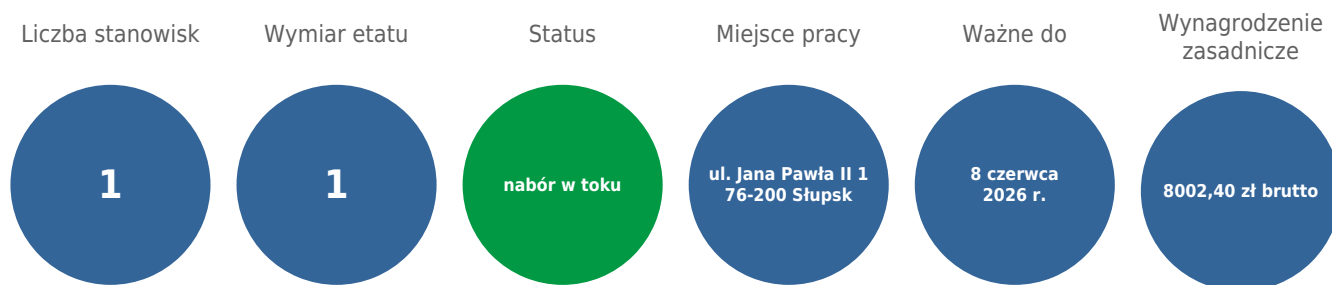 Liczba stanowisk
1
Wymiar etatu
1
Status
nabór w toku
Miejsce pracy
ul. Jana Pawła II 1
76-200 Słupsk
Ważne do
8 czerwca
2026 r.
Wynagrodzenie
zasadnicze
8002,40 zł brutto